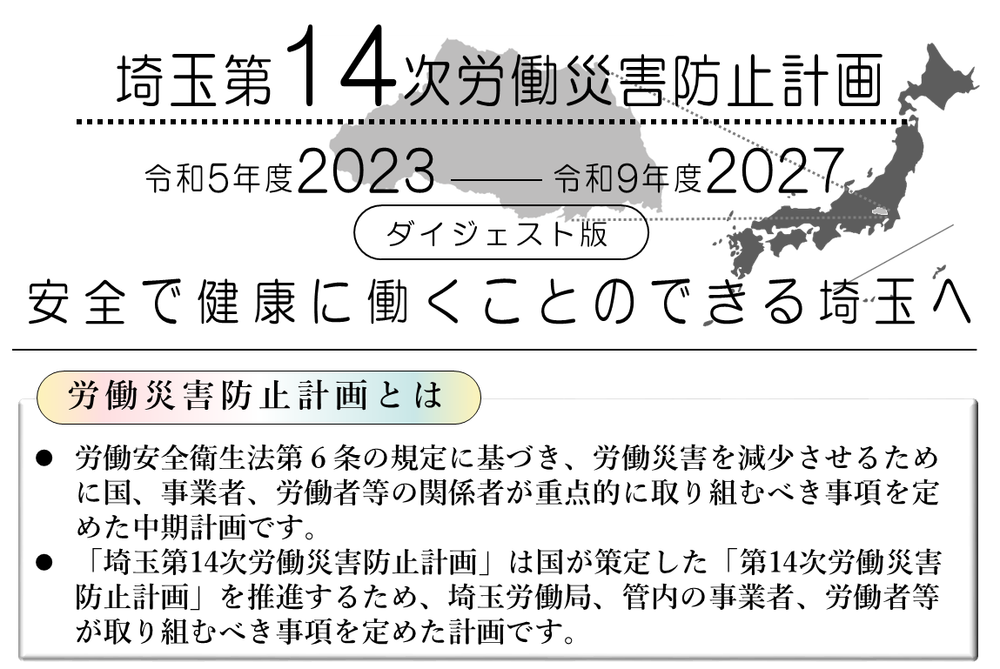 埼玉第14次労働災害防止計画
令和5年度2023 ―― 令和9年度2027
ダイジェスト版
安全で健康に働くことのできる埼玉へ
労働災害防止計画とは
● 労働安全衛生法第６条の規定に基づき、労働災害を減少させるため
に国、事業者、労働者等の関係者が重点的に取り組むべき事項を定
めた中期計画です。
● 「埼玉第14次労働災害防止計画」は国が策定した「第14次労働災害
防止計画」を推進するため、埼玉労働局、管内の事業者、労働者等
が取り組むべき事項を定めた計画です。